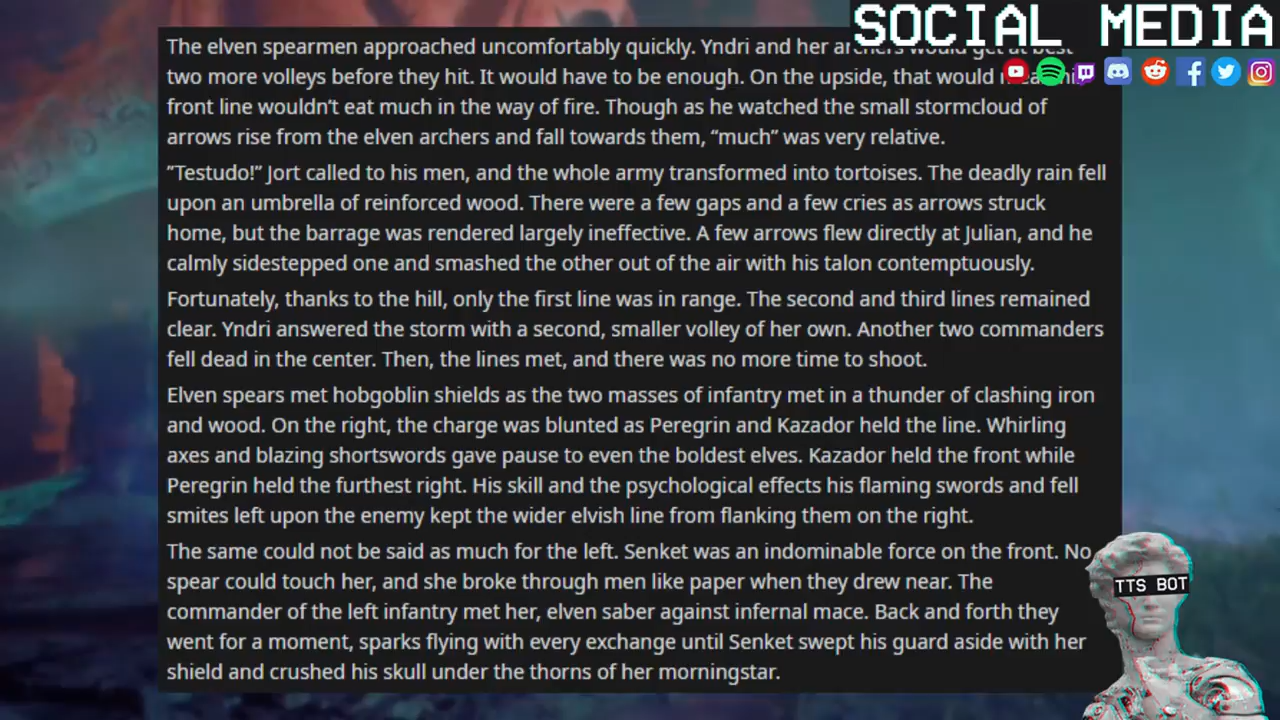 SOCIAL MEDIA
The elven spearmen approached uncomfortably quickly. Yndri and her archers would get at best
two more volleys before they hit. It would have to be enough. On the upside, that would
front line wouldn’t eat much in the way of fire. Though as he watched the small stormcloud of
arrows rise from the elven archers and fall towards them, “much” was very relative.
“Testudo!” Jort called to his men, and the whole army transformed into tortoises. The deadly rain fell
upon an umbrella of reinforced wood. There were a few gaps and a few cries as arrows struck
home, but the barrage was rendered largely ineffective. A few arrows flew directly at Julian, and he
calmly sidestepped one and smashed the other out of the air with his talon contemptuously.
Fortunately, thanks to the hill, only the first line was in range. The second and third lines remained
clear. Yndri answered the storm with a second, smaller volley of her own. Another two commanders
fell dead in the center. Then, the lines met, and there was no more time to shoot.
Elven spears met hobgoblin shields as the two masses of infantry met in a thunder of clashing iron
and wood. On the right, the charge was blunted as Peregrin and Kazador held the line. Whirling
axes and blazing shortswords gave pause to even the boldest elves. Kazador held the front while
Peregrin held the furthest right. His skill and the psychological effects his flaming swords and fell
smites left upon the enemy kept the wider elvish line from flanking them on the right.
The same could not be said as much for the left. Senket was an indominable force on the front. No
spear could touch her, and she broke through men like paper when they drew near. The
commander of the left infantry met her, elven saber against infernal mace. Back and forth they
went for a moment, sparks flying with every exchange until Senket swept his guard aside with her
shield and crushed his skull under the thorns of her morningstar.
TTS BOT